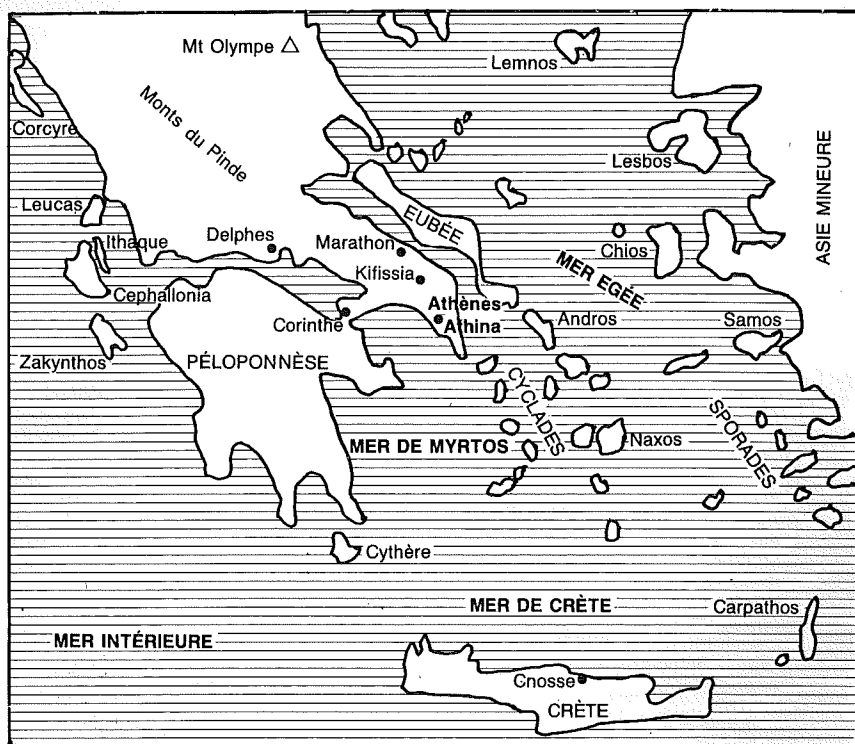 Mt Olympe
Lemnos
Monts du Pinde
Corcyre
Lesbos
ASIE MINEURE
Leucas
EUBÉE
Ithaque
Delphes
Marathon
Chios
Kifissia
MER EGÉE
Cephallonia
Athènes
Athina
Andros
Samos
Corinthe
Zakynthos
PÉLOPONNÈSE
CYCLADES
SPORADES
MER DE MYRTOS
Naxos
Cythère
MER DE CRÈTE
Carpathos
MER INTÉRIEURE
Gnosse
CRÈTE